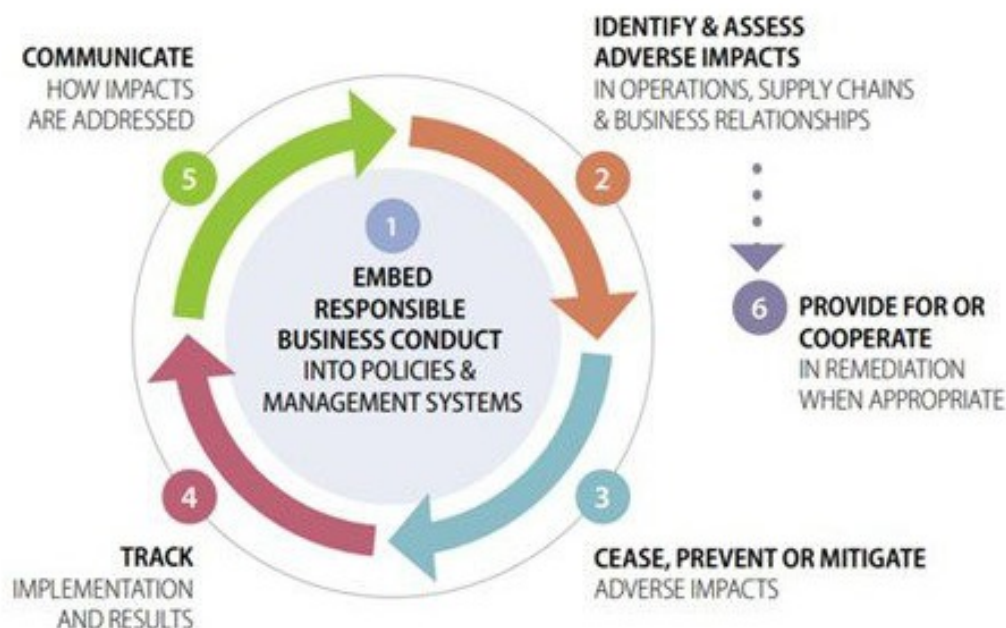 COMMUNICATE
HOW IMPACTS
ARE ADDRESSED
5
IDENTIFY & ASSESS
ADVERSE IMPACTS
IN OPERATIONS, SUPPLY CHAINS
& BUSINESS RELATIONSHIPS
2
1
EMBED
RESPONSIBLE
BUSINESS CONDUCT
INTO POLICIES &
MANAGEMENT SYSTEMS
6
PROVIDE FOR OR
COOPERATE
IN REMEDIATION
WHEN APPROPRIATE
4
TRACK
IMPLEMENTATION
AND RESULTS
3
CEASE, PREVENT OR MITIGATE
ADVERSE IMPACTS